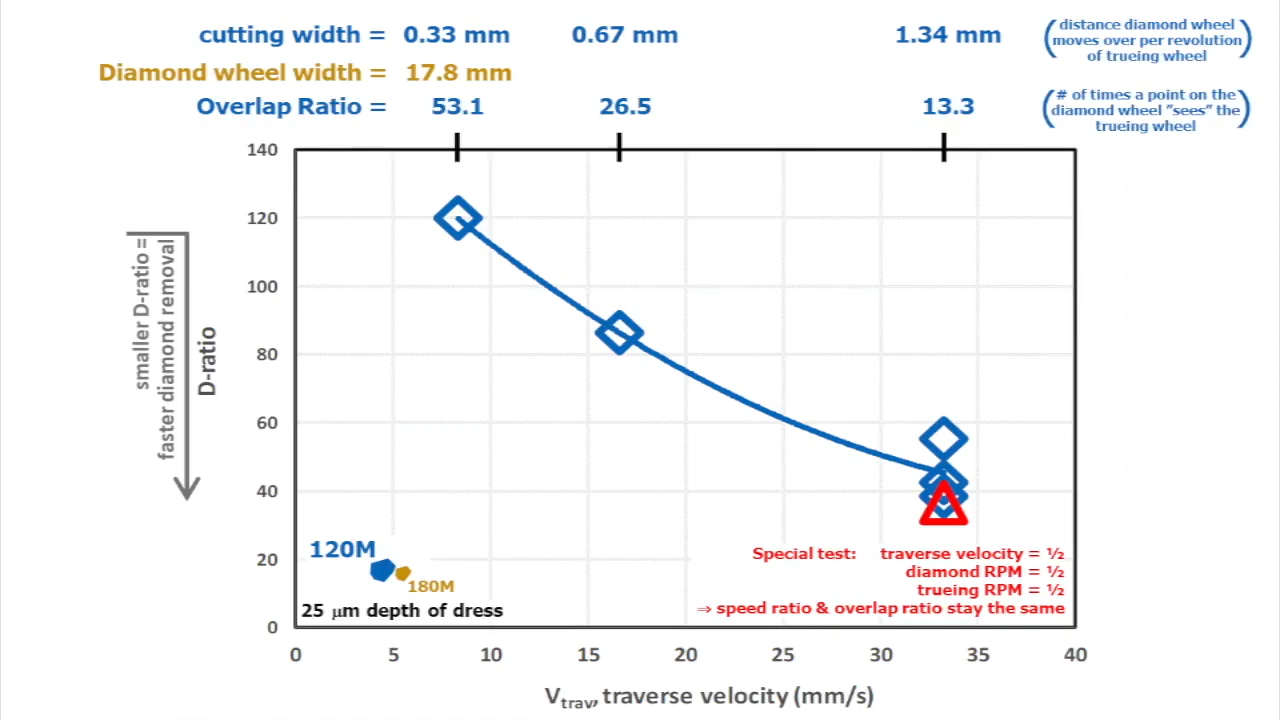 cutting width = 0.33 mm 0.67 mm 1.34 mm
(distance diamond wheel
moves over per revolution
of trueing wheel)
Diamond wheel width = 17.8 mm
Overlap Ratio = 53.1 26.5 13.3
(# of times a point on the
diamond wheel "sees" the
trueing wheel)
140
120
100
80
60
40
20
0
smaller D-ratio =
faster diamond removal
D-ratio
120M
180M
25 µm depth of dress
Special test: traverse velocity = ½
diamond RPM = ½
trueing RPM = ½
⇒ speed ratio & overlap ratio stay the same
0 5 10 15 20 25 30 35 40
Vtrav, traverse velocity (mm/s)